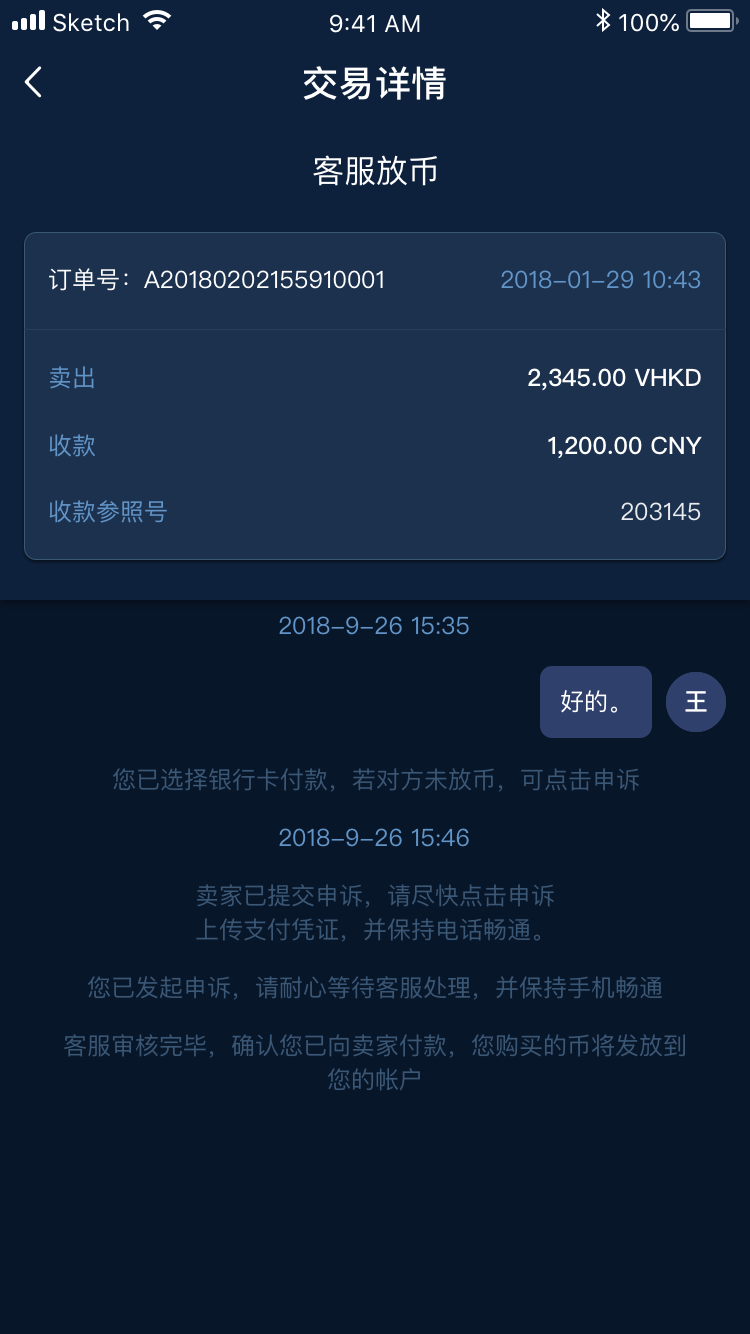 Sketch 9:41 AM 100%
交易详情
客服放币
订单号：A20180202155910001 2018-01-29 10:43
卖出 2,345.00 VHKD
收款 1,200.00 CNY
收款参照号 203145
2018-9-26 15:35
好的。 王
您已选择银行卡付款，若对方未放币，可点击申诉
2018-9-26 15:46
卖家已提交申诉，请尽快点击申诉
上传支付凭证，并保持电话畅通。
您已发起申诉，请耐心等待客服处理，并保持手机畅通
客服审核完毕，确认您已向卖家付款，您购买的币将发放到
您的帐户